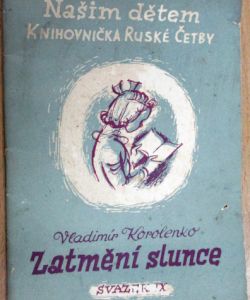 Našim dětem
Knihovnička Ruské Četby
Vladimír Korolenko
Zatmění slunce
SVAZEK IX